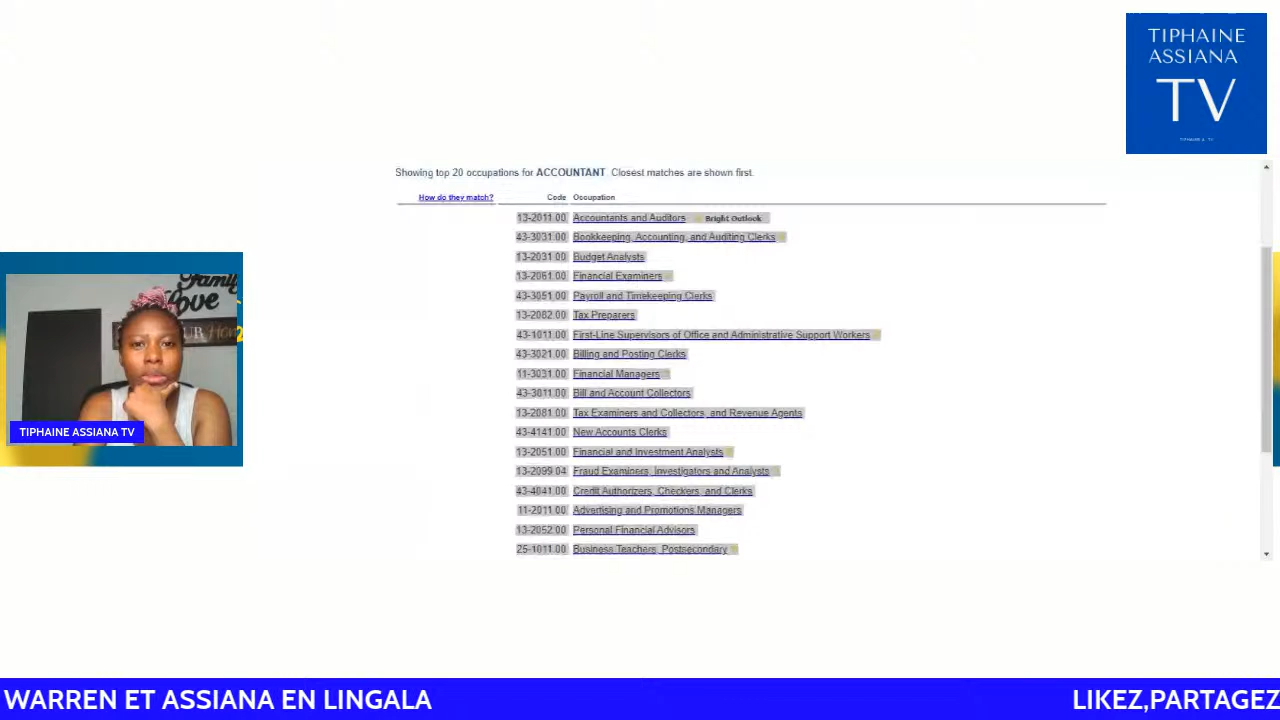 TIPHAINE
ASSIANA
TV
TIPHAINE A. TV
Showing top 20 occupations for ACCOUNTANT Closest matches are shown first.
How do they match? Code Occupation
13-2011.00 Accountants and Auditors Bright Outlook
43-3031.00 Bookkeeping, Accounting, and Auditing Clerks
13-2031.00 Budget Analysts
13-2061.00 Financial Examiners
43-3051.00 Payroll and Timekeeping Clerks
13-2082.00 Tax Preparers
43-1011.00 First-Line Supervisors of Office and Administrative Support Workers
43-3021.00 Billing and Posting Clerks
11-3031.00 Financial Managers
43-3011.00 Bill and Account Collectors
13-2081.00 Tax Examiners and Collectors, and Revenue Agents
43-4141.00 New Accounts Clerks
13-2051.00 Financial and Investment Analysts
13-2099.04 Fraud Examiners, Investigators and Analysts
43-4041.00 Credit Authorizers, Checkers, and Clerks
11-2011.00 Advertising and Promotions Managers
13-2052.00 Personal Financial Advisors
25-1011.00 Business Teachers, Postsecondary
Family
Love
UR Home
TIPHAINE ASSIANA TV
WARREN ET ASSIANA EN LINGALA
LIKEZ,PARTAGEZ